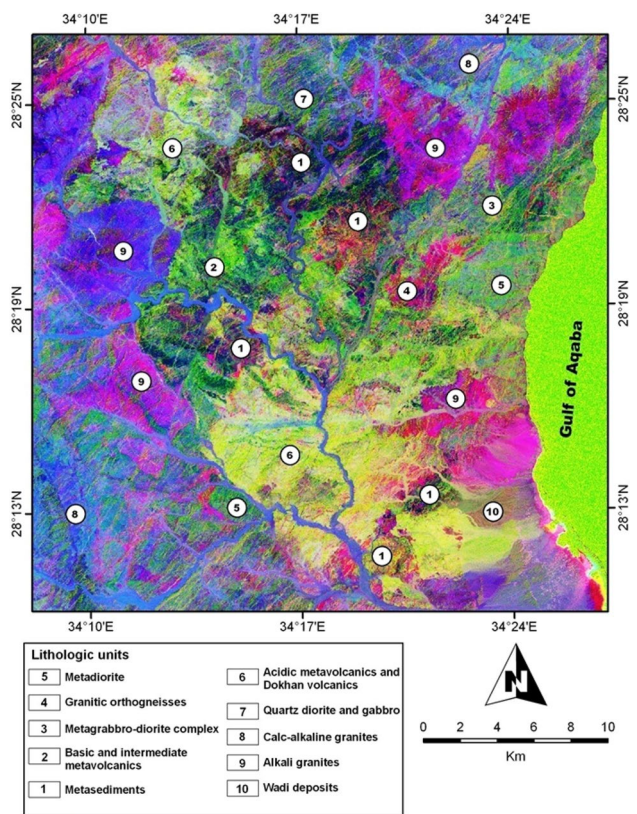 34°10'E 34°17'E 34°24'E
28°25'N 28°25'N
8
7
6
1
9
3
1
9
2
4
5
28°19'N 28°19'N
1
9
9
Gulf of Aqaba
6
1
5
10
8
28°13'N 28°13'N
1
34°10'E 34°17'E 34°24'E
Lithologic units
5 Metadiorite
4 Granitic orthogneisses
3 Metagrabbro-diorite complex
2 Basic and intermediate
metavolcanics
1 Metasediments
6 Acidic metavolcanics and
Dokhan volcanics
7 Quartz diorite and gabbro
8 Calc-alkaline granites
9 Alkali granites
10 Wadi deposits
N
0 2 4 6 8 10
Km